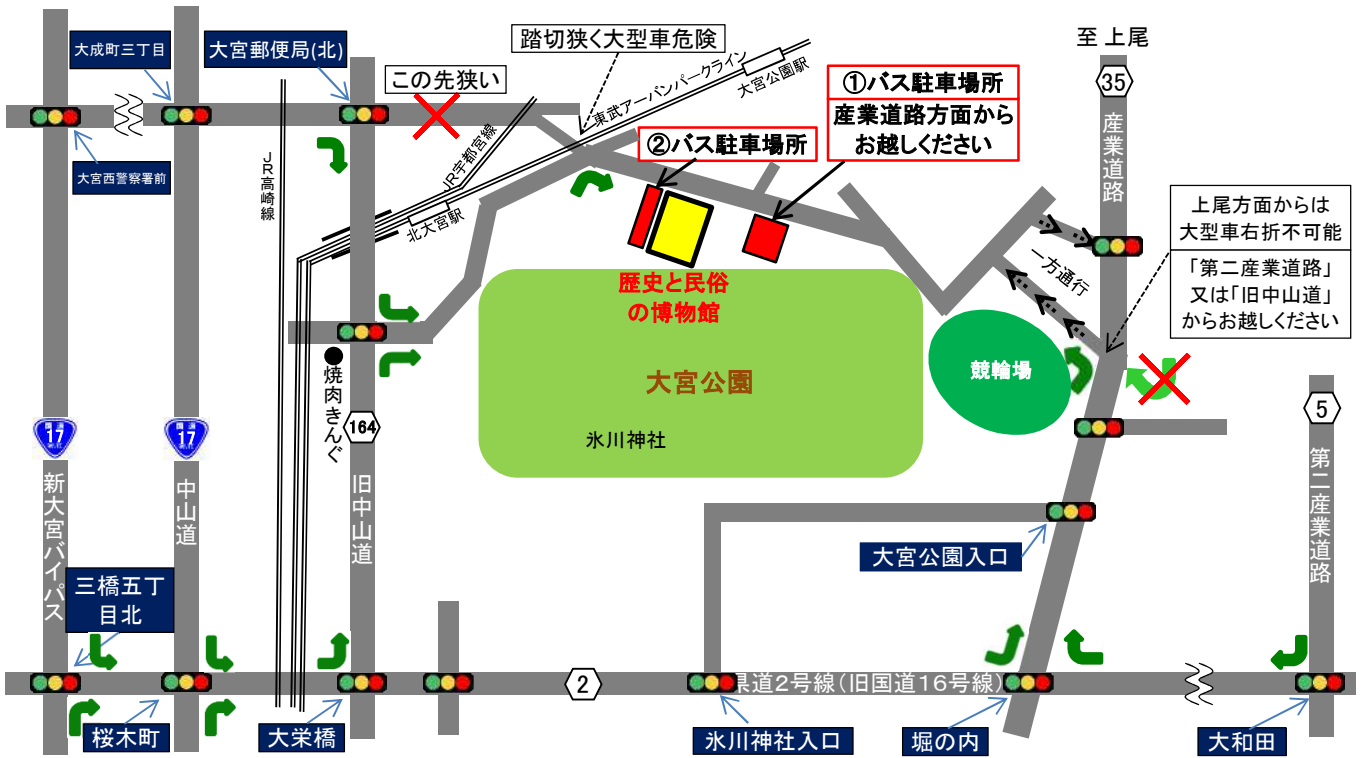 大成町三丁目
大宮郵便局(北)
踏切狭く大型車危険
この先狭い
東武アーバンパークライン
大宮公園駅
①バス駐車場所
産業道路方面から
お越しください
②バス駐車場所
至 上尾
35
産業道路
大宮西警察署前
JR高崎線
JR宇都宮線
北大宮駅
上尾方面からは
大型車右折不可能
「第二産業道路」
又は「旧中山道」
からお越しください
一方通行
歴史と民俗
の博物館
大宮公園
氷川神社
競輪場
焼肉きんぐ
国道
17
国道
17
164
5
新大宮バイパス
中山道
旧中山道
第二産業道路
大宮公園入口
三橋五丁
目北
2
県道2号線(旧国道16号線)
桜木町
大栄橋
氷川神社入口
堀の内
大和田